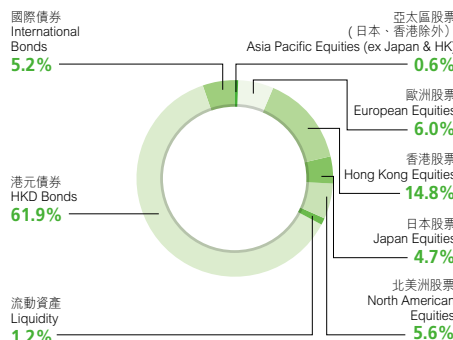 國際債券
International
Bonds
5.2%
港元債券
HKD Bonds
61.9%
流動資產
Liquidity
1.2%
亞太區股票
(日本、香港除外)
Asia Pacific Equities (ex Japan & HK)
0.6%
歐洲股票
European Equities
6.0%
香港股票
Hong Kong Equities
14.8%
日本股票
Japan Equities
4.7%
北美洲股票
North American
Equities
5.6%